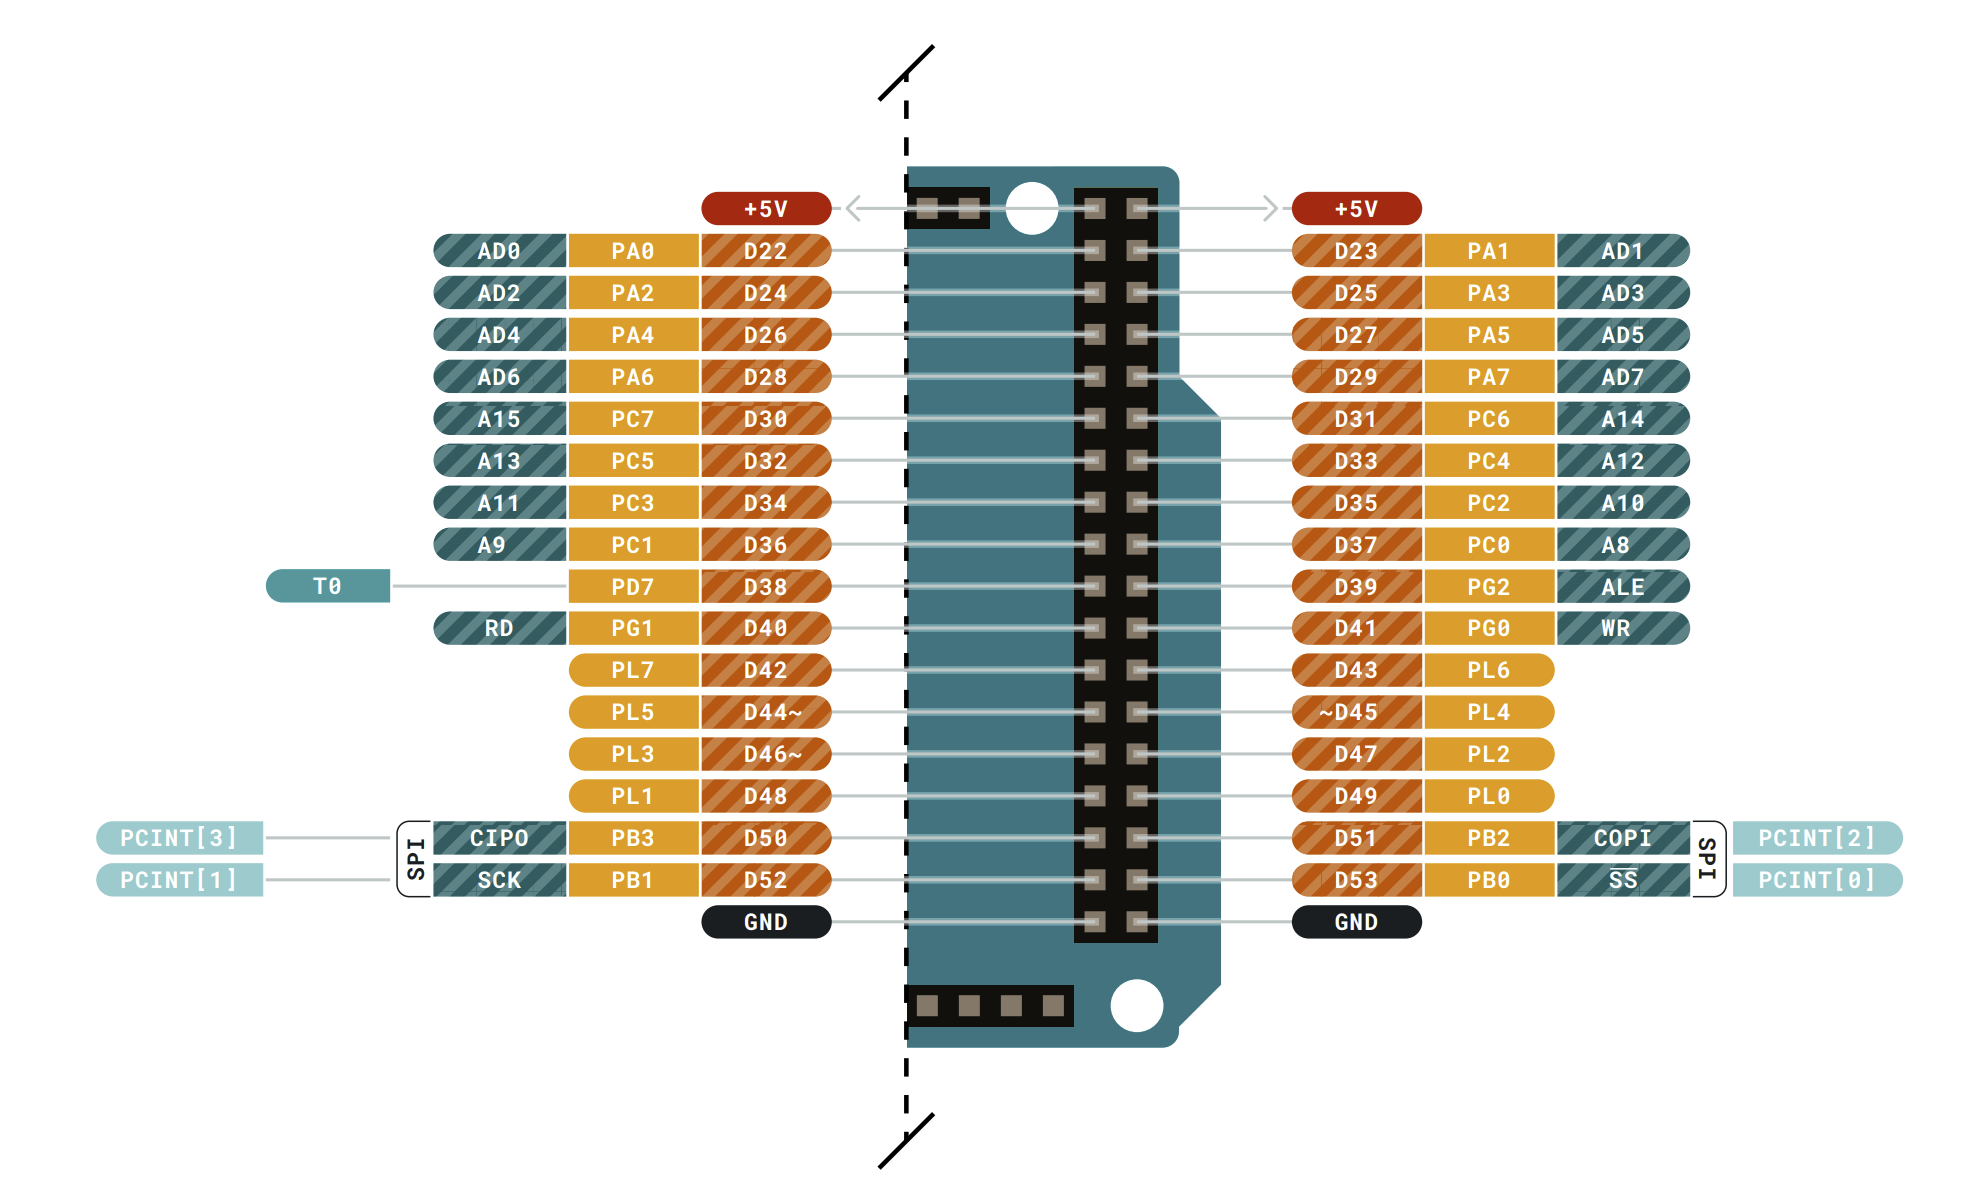 +5V +5V
AD0 PA0 D22 D23 PA1 AD1
AD2 PA2 D24 D25 PA3 AD3
AD4 PA4 D26 D27 PA5 AD5
AD6 PA6 D28 D29 PA7 AD7
A15 PC7 D30 D31 PC6 A14
A13 PC5 D32 D33 PC4 A12
A11 PC3 D34 D35 PC2 A10
A9 PC1 D36 D37 PC0 A8
T0 PD7 D38 D39 PG2 ALE
RD PG1 D40 D41 PG0 WR
PL7 D42 D43 PL6
PL5 D44~ ~D45 PL4
PL3 D46~ D47 PL2
PL1 D48 D49 PL0
PCINT[3] SPI CIPO PB3 D50 D51 PB2 COPI SPI PCINT[2]
PCINT[1] SCK PB1 D52 D53 PB0 S̅S̅ PCINT[0]
GND GND